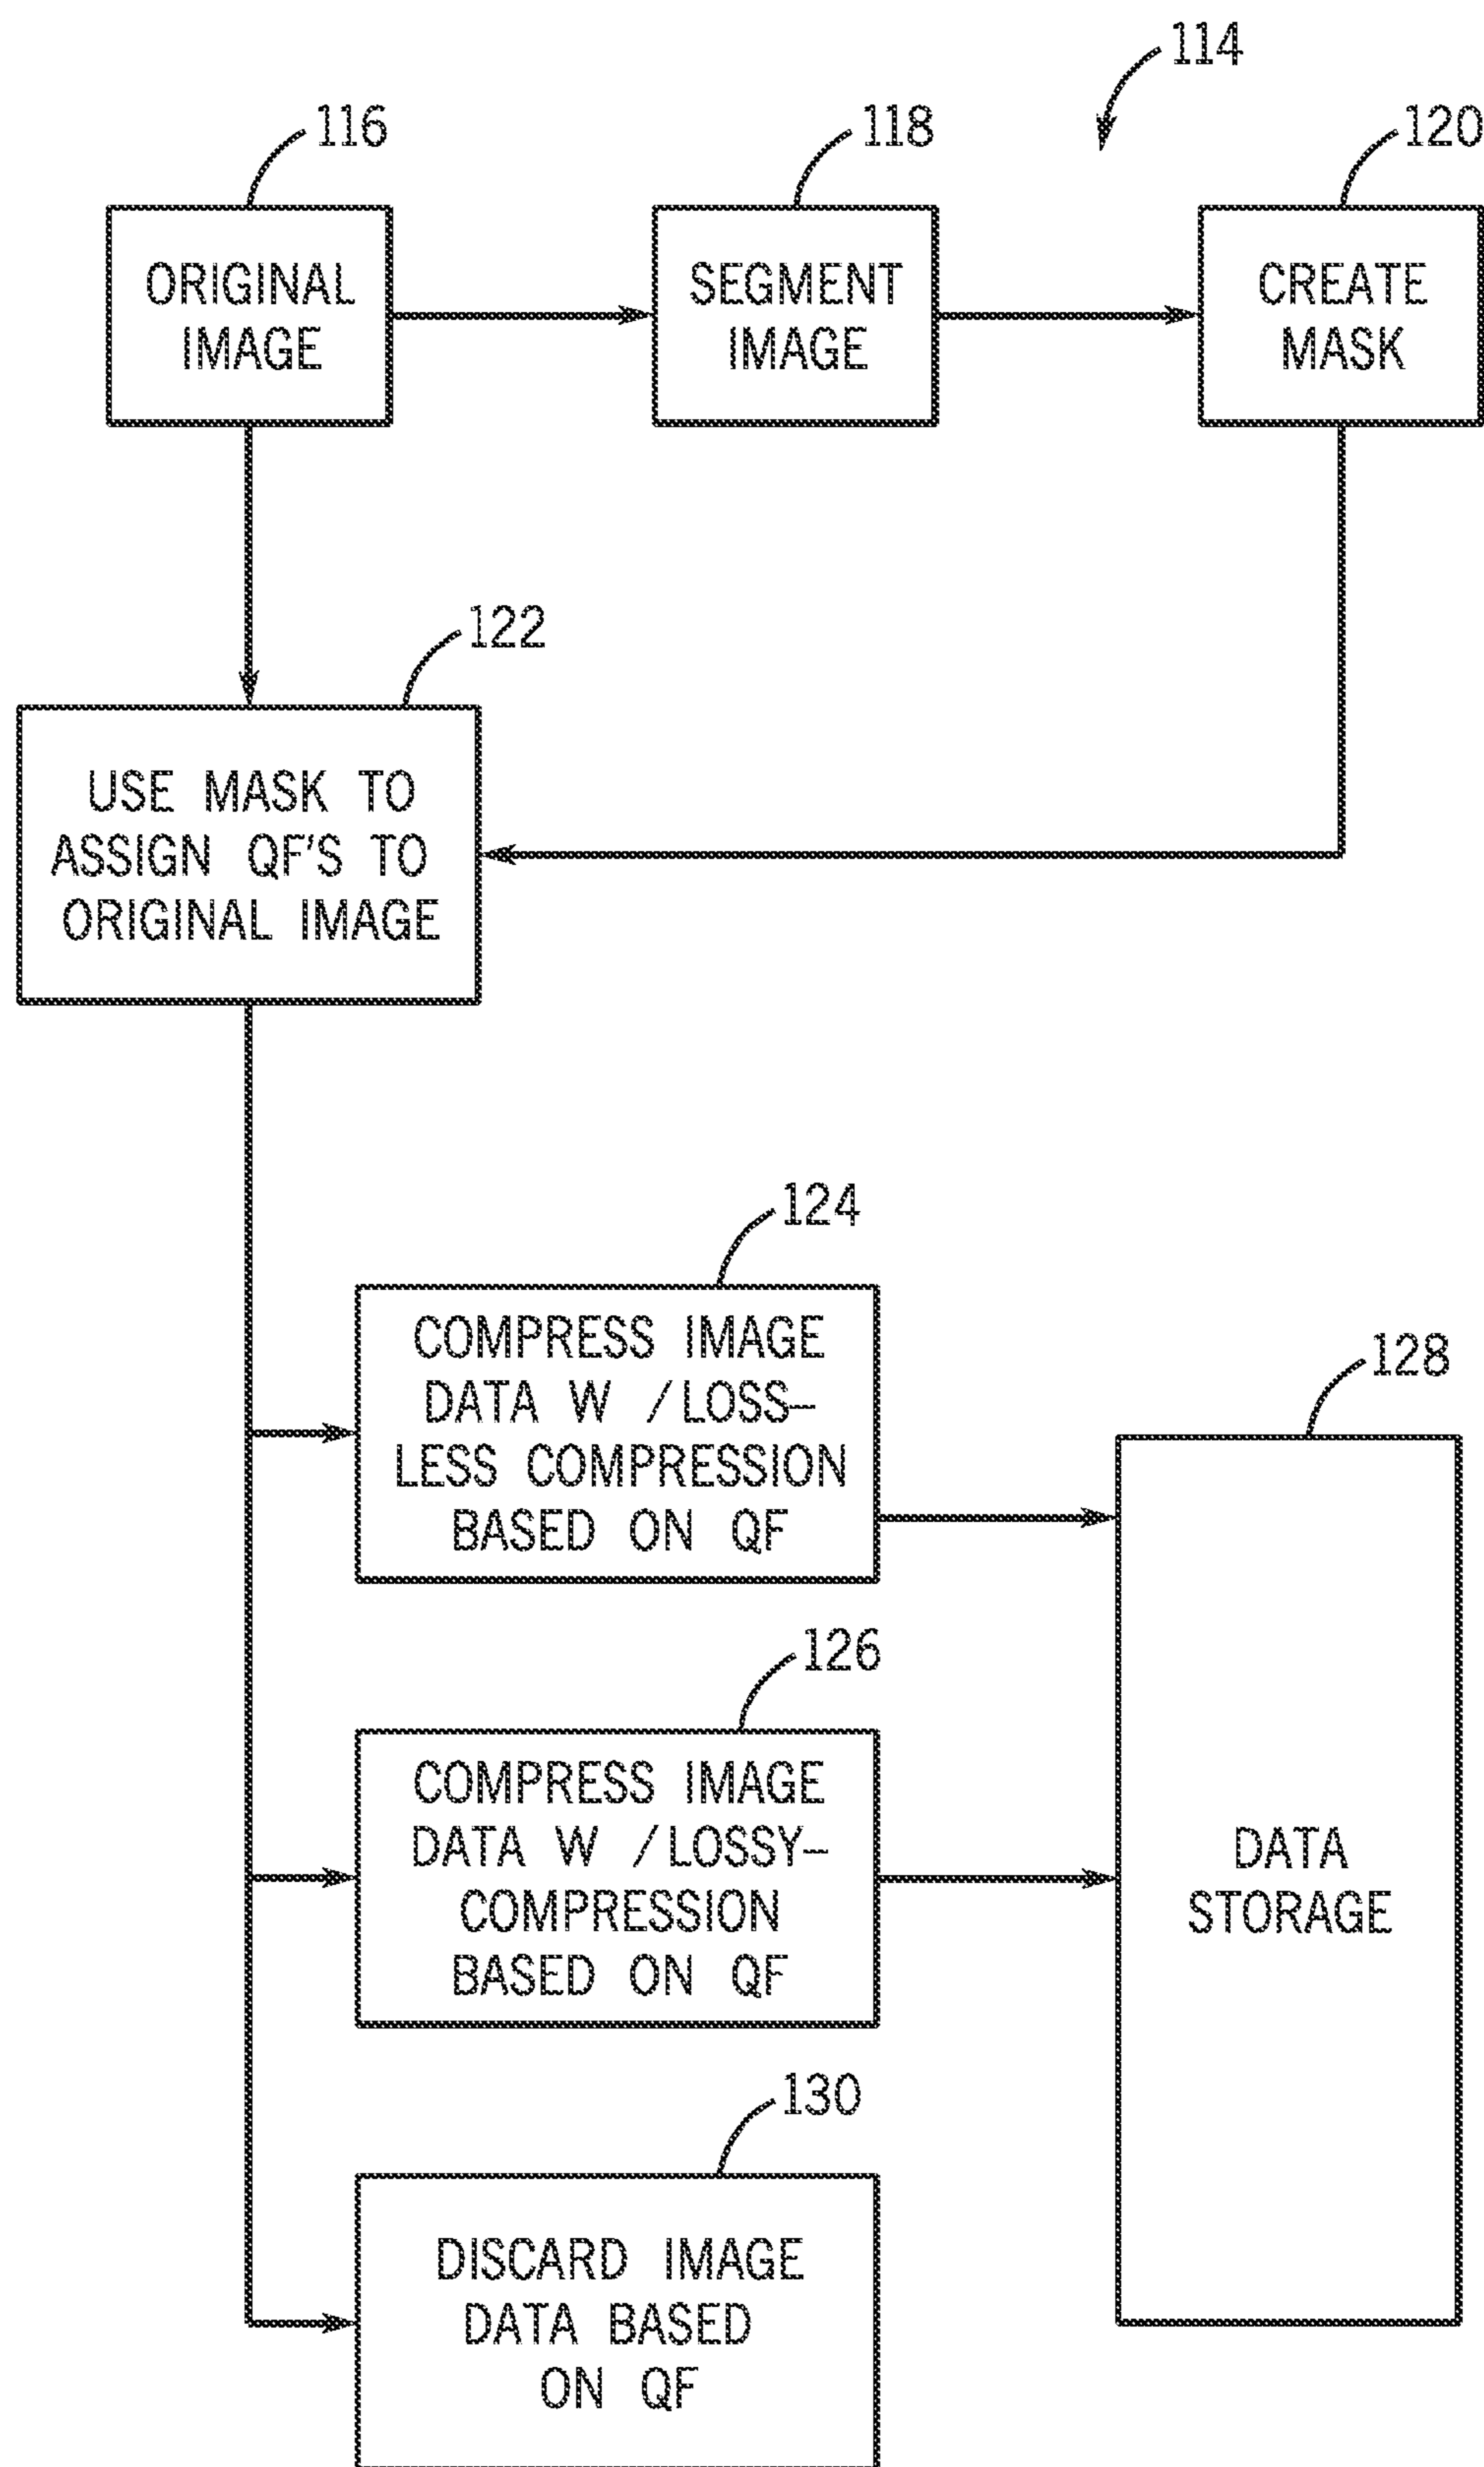 114
116
118
120
ORIGINAL
IMAGE
SEGMENT
IMAGE
CREATE
MASK
122
USE MASK TO
ASSIGN QF'S TO
ORIGINAL IMAGE
124
COMPRESS IMAGE
DATA W /LOSS-
LESS COMPRESSION
BASED ON QF
128
126
COMPRESS IMAGE
DATA W /LOSSY-
COMPRESSION
BASED ON QF
DATA
STORAGE
130
DISCARD IMAGE
DATA BASED
ON QF